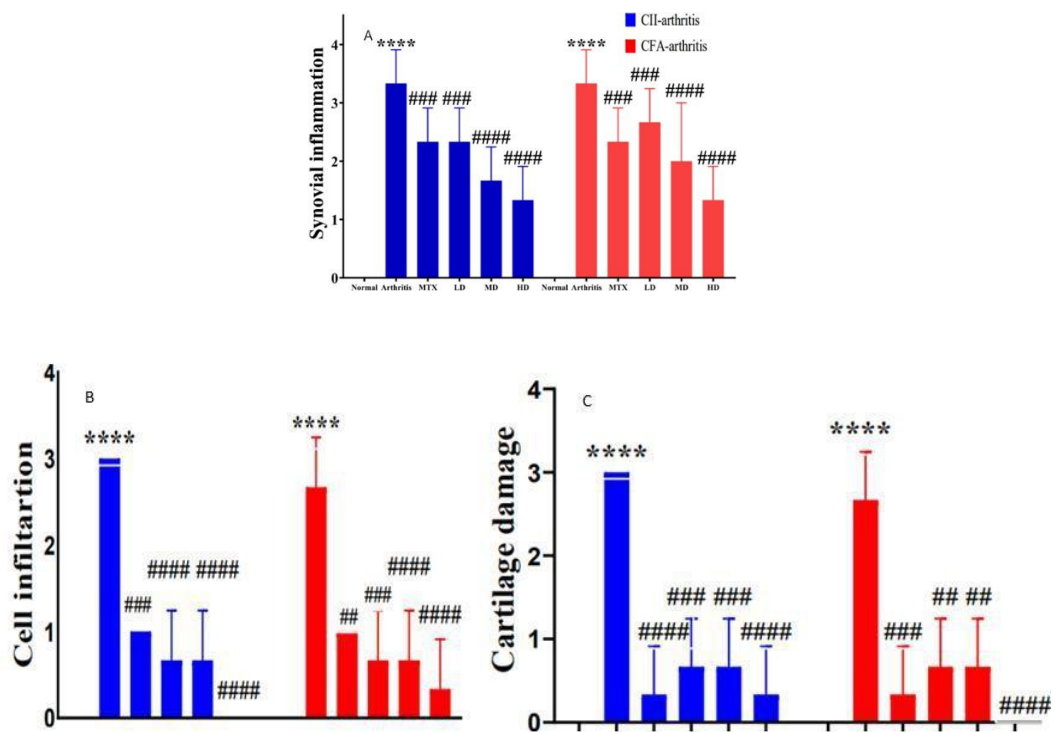 A
CII-arthritis
CFA-arthritis
Synovial inflammation
4
3
2
1
0
**** ### ### #### #### **** ### ### #### ####
Normal Arthritis MTX LD MD HD Normal Arthritis MTX LD MD HD
B
Cell infiltartion
4
3
2
1
0
**** ### #### #### #### **** ## ### #### ####
C
Cartilage damage
4
3
2
1
0
**** #### ### ### #### **** ### ## ## ####